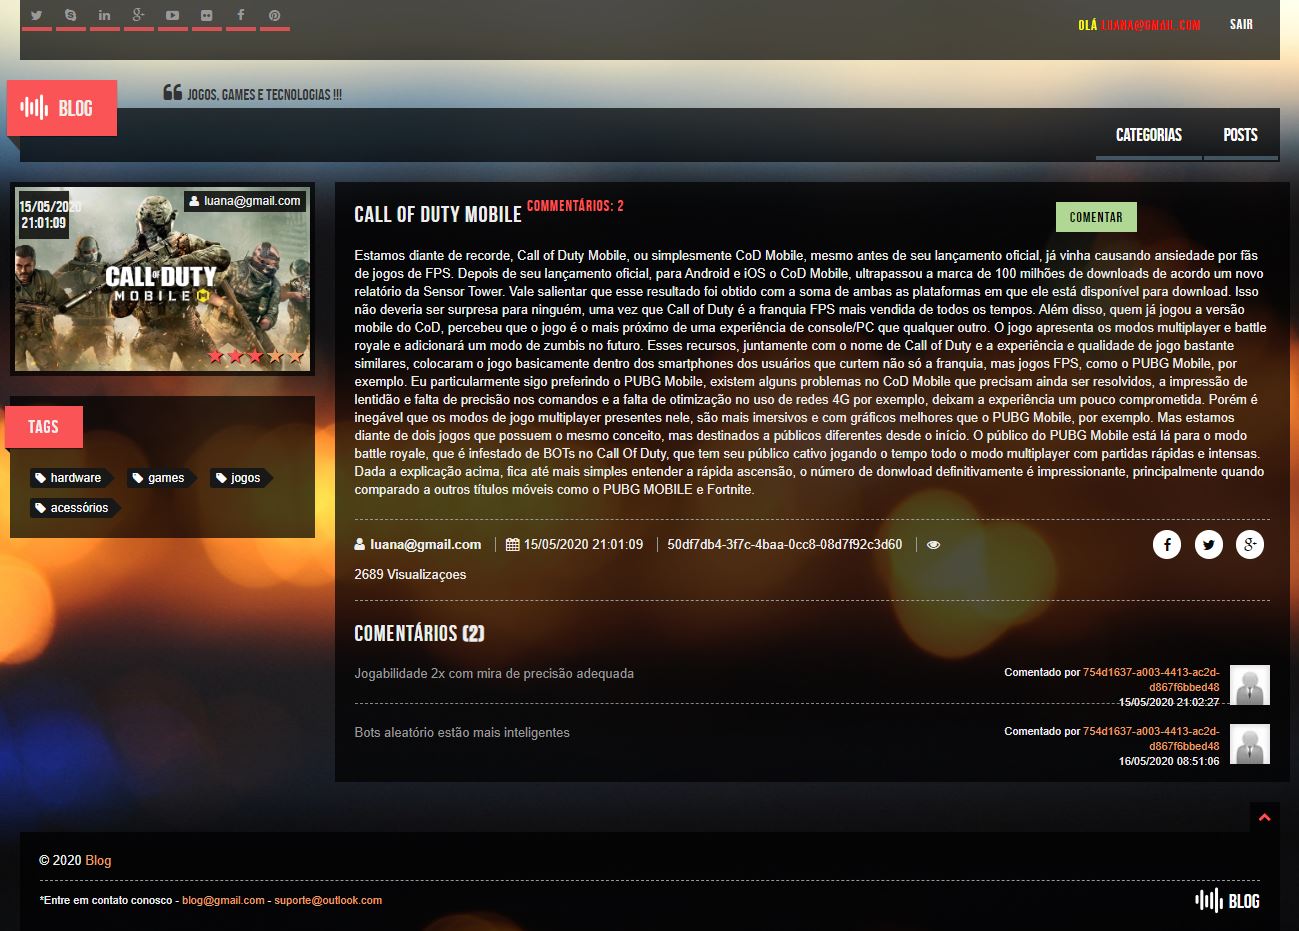 OLÁ LUANA@GMAIL.COM
SAIR
BLOG
JOGOS, GAMES E TECNOLOGIAS !!!
CATEGORIAS
POSTS
15/05/2020
21:01:09
luana@gmail.com
CALL OF DUTY
MOBILE
TAGS
hardware
games
jogos
acessórios
CALL OF DUTY MOBILE
COMMENTÁRIOS: 2
COMENTAR
Estamos diante de recorde, Call of Duty Mobile, ou simplesmente CoD Mobile, mesmo antes de seu lançamento oficial, já vinha causando ansiedade por fãs
de jogos de FPS. Depois de seu lançamento oficial, para Android e iOS o CoD Mobile, ultrapassou a marca de 100 milhões de downloads de acordo um novo
relatório da Sensor Tower. Vale salientar que esse resultado foi obtido com a soma de ambas as plataformas em que ele está disponível para download. Isso
não deveria ser surpresa para ninguém, uma vez que Call of Duty é a franquia FPS mais vendida de todos os tempos. Além disso, quem já jogou a versão
mobile do CoD, percebeu que o jogo é o mais próximo de uma experiência de console/PC que qualquer outro. O jogo apresenta os modos multiplayer e battle
royale e adicionará um modo de zumbis no futuro. Esses recursos, juntamente com o nome de Call of Duty e a experiência e qualidade de jogo bastante
similares, colocaram o jogo basicamente dentro dos smartphones dos usuários que curtem não só a franquia, mas jogos FPS, como o PUBG Mobile, por
exemplo. Eu particularmente sigo preferindo o PUBG Mobile, existem alguns problemas no CoD Mobile que precisam ainda ser resolvidos, a impressão de
lentidão e falta de precisão nos comandos e a falta de otimização no uso de redes 4G por exemplo, deixam a experiência um pouco comprometida. Porém é
inegável que os modos de jogo multiplayer presentes nele, são mais imersivos e com gráficos melhores que o PUBG Mobile, por exemplo. Mas estamos
diante de dois jogos que possuem o mesmo conceito, mas destinados a públicos diferentes desde o início. O público do PUBG Mobile está lá para o modo
battle royale, que é infestado de BOTs no Call Of Duty, que tem seu público cativo jogando o tempo todo o modo multiplayer com partidas rápidas e intensas.
Dada a explicação acima, fica até mais simples entender a rápida ascensão, o número de donwload definitivamente é impressionante, principalmente quando
comparado a outros títulos móveis como o PUBG MOBILE e Fortnite.
luana@gmail.com
15/05/2020 21:01:09
50df7db4-3f7c-4baa-0cc8-08d7f92c3d60
2689 Visualizaçoes
COMENTÁRIOS (2)
Jogabilidade 2x com mira de precisão adequada
Comentado por 754d1637-a003-4413-ac2d-
d867f6bbed48
15/05/2020 21:02:27
Bots aleatório estão mais inteligentes
Comentado por 754d1637-a003-4413-ac2d-
d867f6bbed48
16/05/2020 08:51:06
© 2020 Blog
*Entre em contato conosco - blog@gmail.com - suporte@outlook.com
BLOG